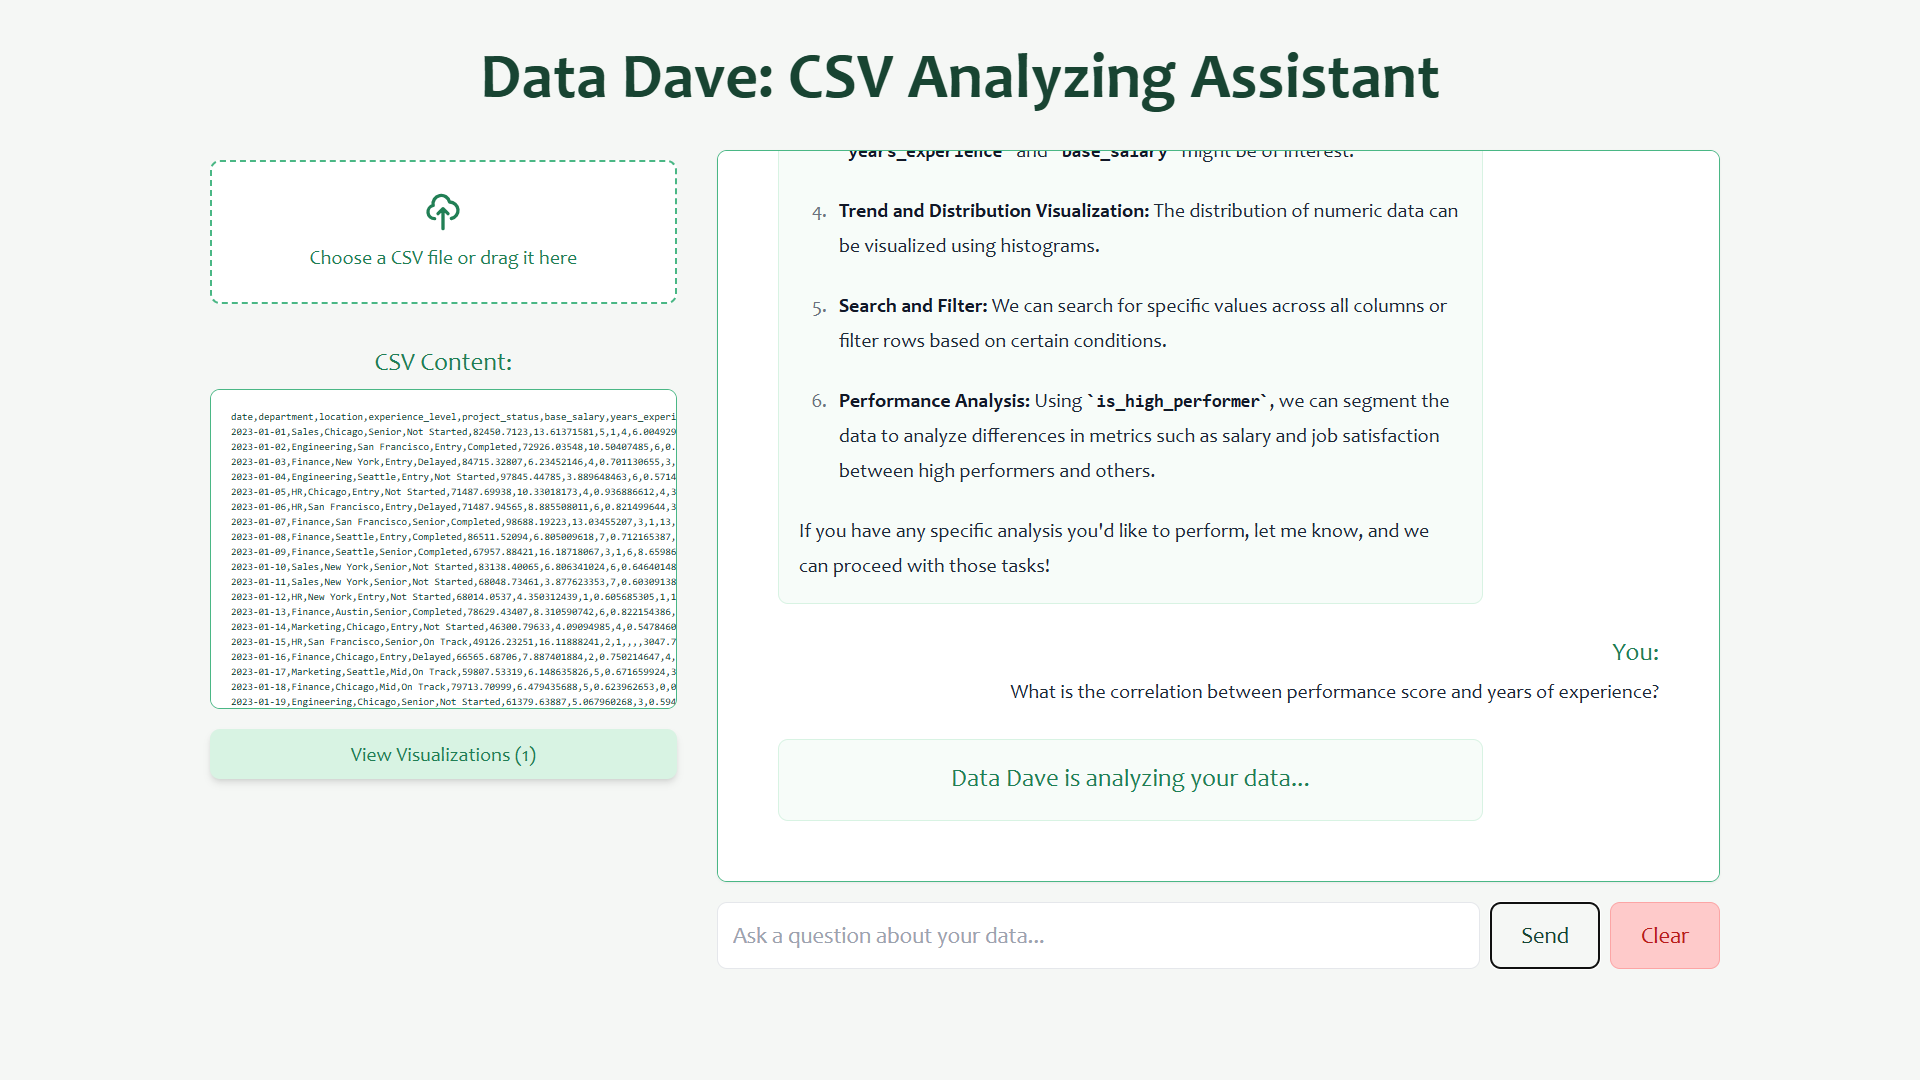 Data Dave: CSV Analyzing Assistant
Choose a CSV file or drag it here
CSV Content:
date,department,location,experience_level,project_status,base_salary,years_experi
2023-01-01,Sales,Chicago,Senior,Not Started,82450.7123,13.61371581,5,1,4,6.004929
2023-01-02,Engineering,San Francisco,Entry,Completed,72926.03548,10.50407485,6,0.
2023-01-03,Finance,New York,Entry,Delayed,84715.32807,6.23452146,4,0.701130655,3,
2023-01-04,Engineering,Seattle,Entry,Not Started,97845.44785,3.889648463,6,0.5714
2023-01-05,HR,Chicago,Entry,Not Started,71487.69938,10.33018173,4,0.936886612,4,3
2023-01-06,HR,San Francisco,Entry,Delayed,71487.94565,8.885508011,6,0.821499644,3
2023-01-07,Finance,San Francisco,Senior,Completed,98688.19223,13.03455207,3,1,13,
2023-01-08,Finance,Seattle,Entry,Completed,86511.52094,6.805009618,7,0.712165387,
2023-01-09,Finance,Seattle,Senior,Completed,67957.88421,16.18718067,3,1,6,8.65986
2023-01-10,Sales,New York,Senior,Not Started,83138.40065,6.806341024,6,0.64640148
2023-01-11,Sales,New York,Senior,Not Started,68048.73461,3.877623353,7,0.60309138
2023-01-12,HR,New York,Entry,Not Started,68014.0537,4.350312439,1,0.605685305,1,1
2023-01-13,Finance,Austin,Senior,Completed,78629.43407,8.310590742,6,0.822154386,
2023-01-14,Marketing,Chicago,Entry,Not Started,46300.79633,4.09094985,4,0.5478460
2023-01-15,HR,San Francisco,Senior,On Track,49126.23251,16.11888241,2,1,,,,3047.7
2023-01-16,Finance,Chicago,Entry,Delayed,66565.68706,7.887401884,2,0.750214647,4,
2023-01-17,Marketing,Seattle,Mid,On Track,59807.53319,6.148635826,5,0.671659924,3
2023-01-18,Finance,Chicago,Mid,On Track,79713.70999,6.479435688,5,0.623962653,0,0
2023-01-19,Engineering,Chicago,Senior,Not Started,61379.63887,5.067960268,3,0.594
View Visualizations (1)
`years_experience` and `base_salary` might be of interest.
4. Trend and Distribution Visualization: The distribution of numeric data can
be visualized using histograms.
5. Search and Filter: We can search for specific values across all columns or
filter rows based on certain conditions.
6. Performance Analysis: Using `is_high_performer`, we can segment the
data to analyze differences in metrics such as salary and job satisfaction
between high performers and others.
If you have any specific analysis you'd like to perform, let me know, and we
can proceed with those tasks!
You:
What is the correlation between performance score and years of experience?
Data Dave is analyzing your data...
Ask a question about your data...
Send
Clear